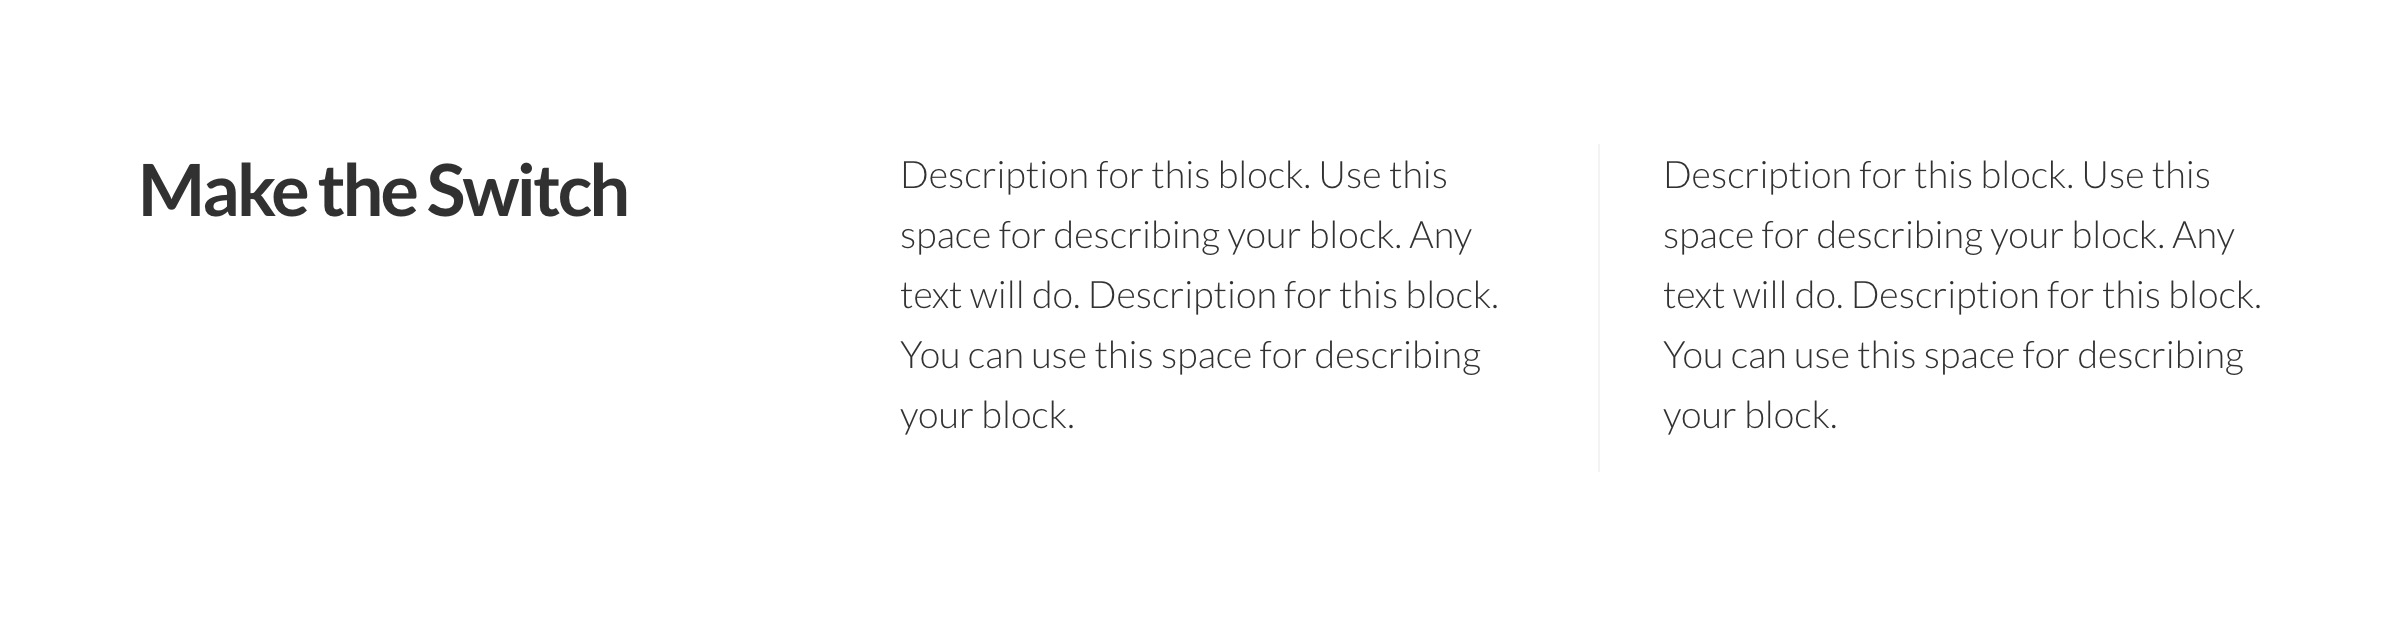 Make the Switch
Description for this block. Use this
space for describing your block. Any
text will do. Description for this block.
You can use this space for describing
your block.
Description for this block. Use this
space for describing your block. Any
text will do. Description for this block.
You can use this space for describing
your block.